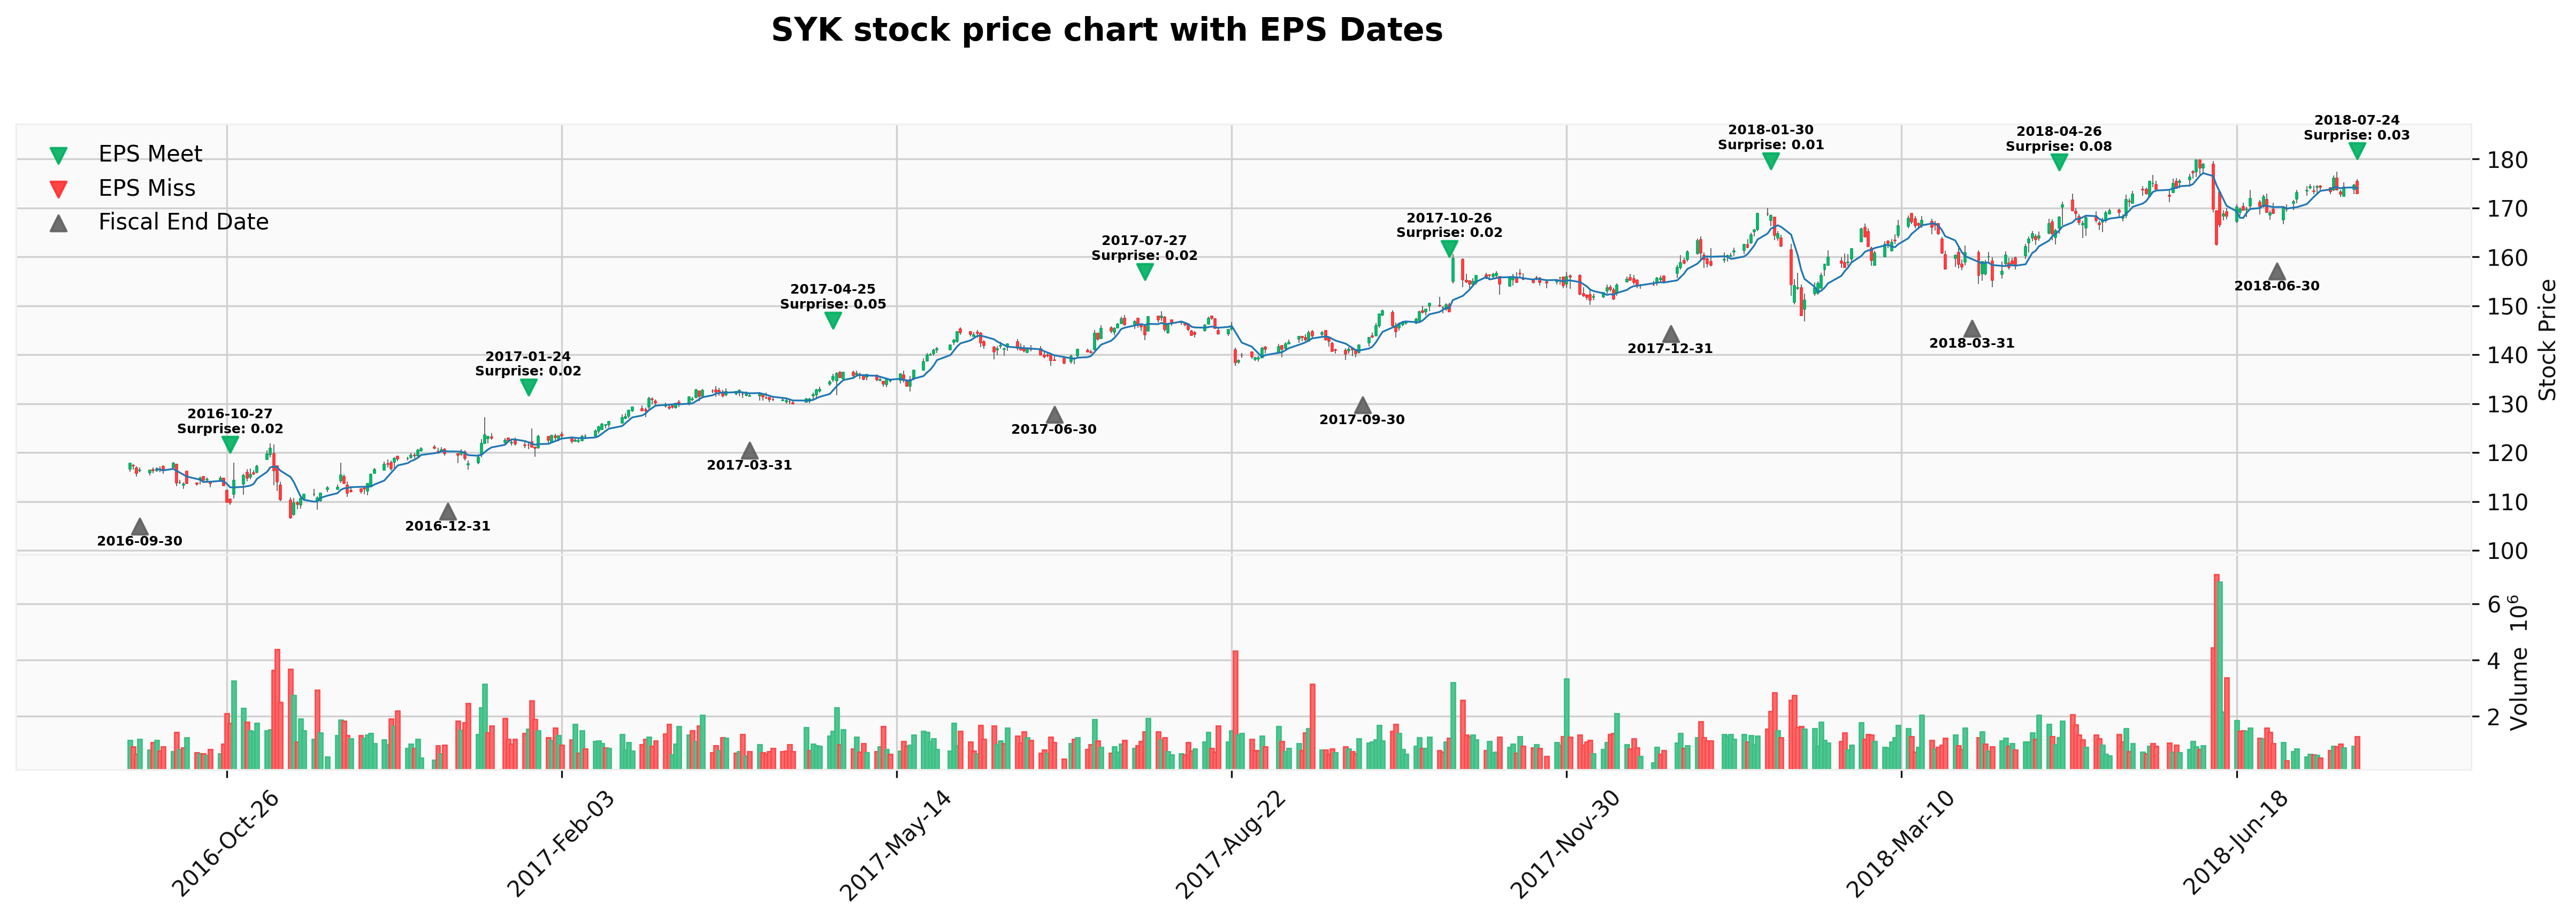 SYK stock price chart with EPS Dates
EPS Meet
EPS Miss
Fiscal End Date
2016-10-27
Surprise: 0.02
2017-01-24
Surprise: 0.02
2017-04-25
Surprise: 0.05
2017-07-27
Surprise: 0.02
2017-10-26
Surprise: 0.02
2018-01-30
Surprise: 0.01
2018-04-26
Surprise: 0.08
2018-07-24
Surprise: 0.03
2016-09-30
2016-12-31
2017-03-31
2017-06-30
2017-09-30
2017-12-31
2018-03-31
2018-06-30
180
170
160
150
140
130
120
110
100
Stock Price
6
4
2
Volume 10^6
2016-Oct-26
2017-Feb-03
2017-May-14
2017-Aug-22
2017-Nov-30
2018-Mar-10
2018-Jun-18